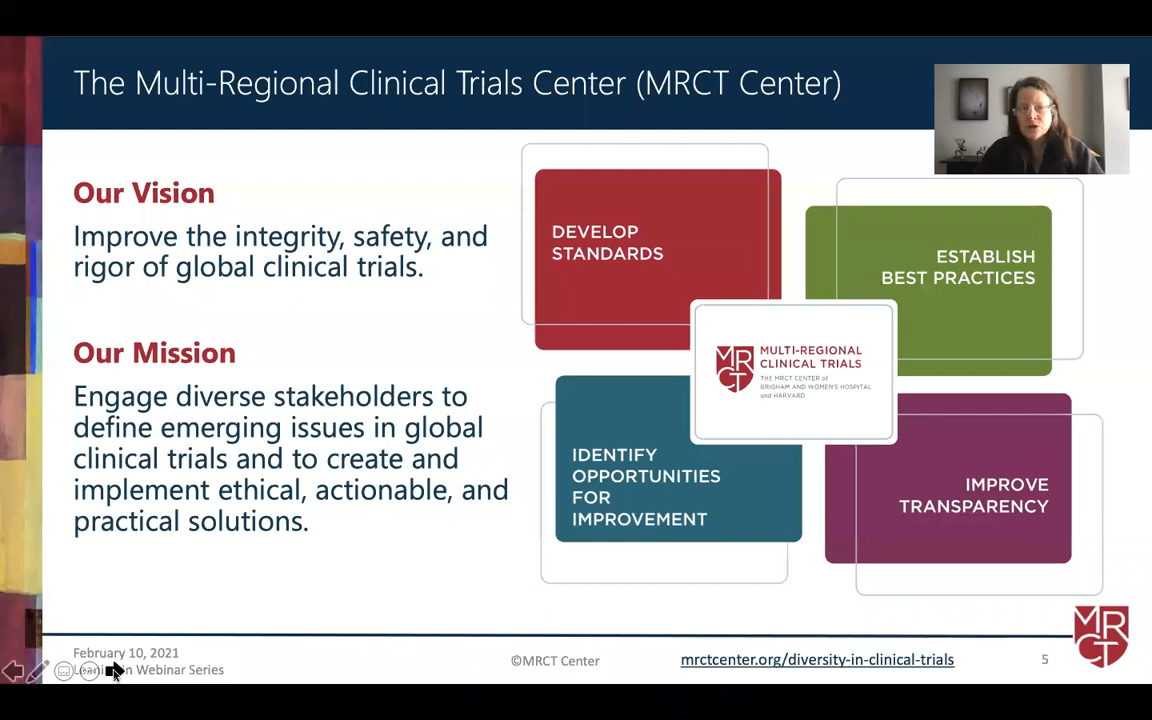 The Multi-Regional Clinical Trials Center (MRCT Center)
Our Vision
Improve the integrity, safety, and
rigor of global clinical trials.
Our Mission
Engage diverse stakeholders to
define emerging issues in global
clinical trials and to create and
implement ethical, actionable, and
practical solutions.
DEVELOP
STANDARDS
ESTABLISH
BEST PRACTICES
MRCT
MULTI-REGIONAL
CLINICAL TRIALS
THE MRCT CENTER of
BRIGHAM AND WOMEN'S HOSPITAL
and HARVARD
IDENTIFY
OPPORTUNITIES
FOR
IMPROVEMENT
IMPROVE
TRANSPARENCY
MRCT
February 10, 2021
Webinar Series
©MRCT Center
mrctcenter.org/diversity-in-clinical-trials
5